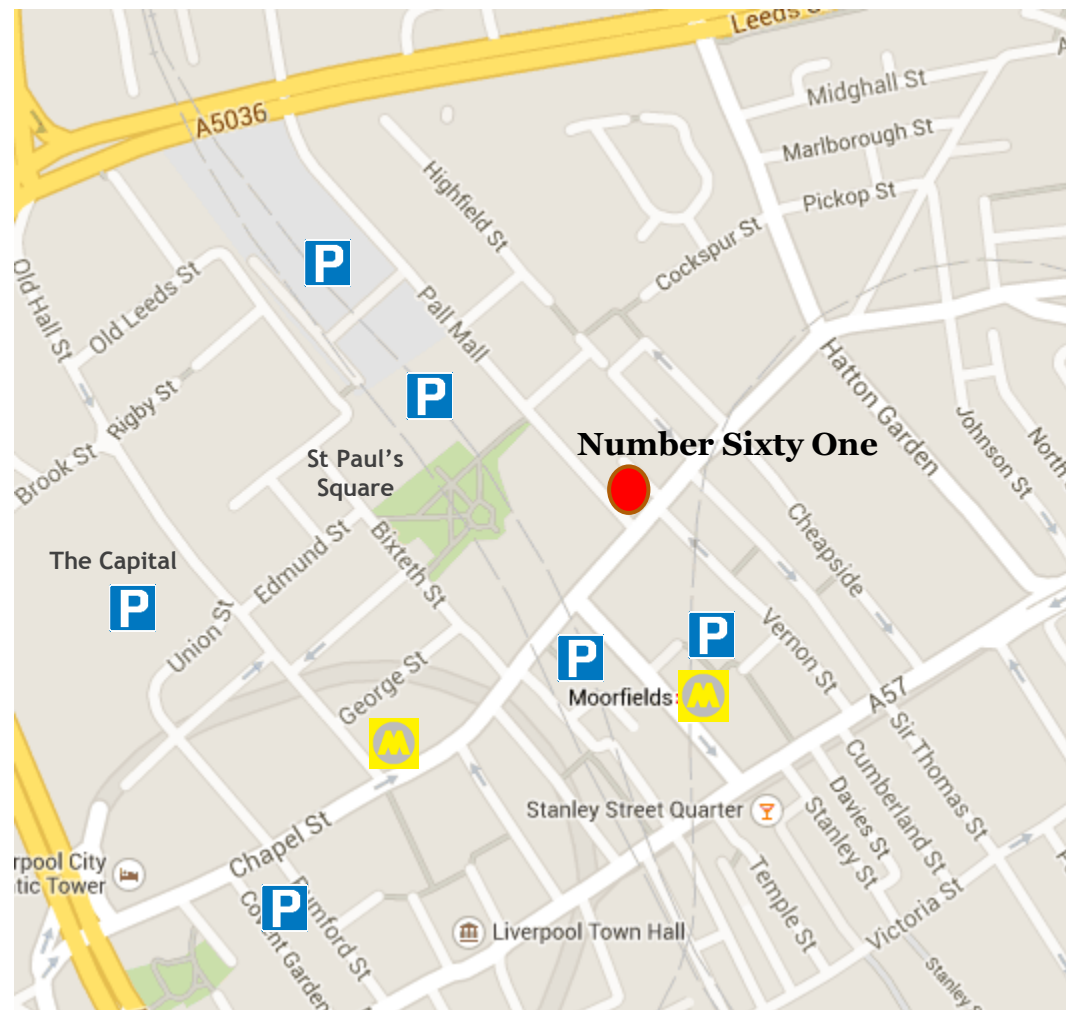 Leeds S
A5036
Midghall St
Marlborough St
Pickop St
Highfield St
Cockspur St
P
Old Hall St
Old Leeds St
Pall Mall
P
Rigby St
Hatton Garden
Johnson St
North
Brook St
St Paul's
Square
Number Sixty One
Cheapside
Edmund St
Bixteth St
The Capital
P
Union St
Vernon St
P
P
George St
Moorfields
M
M
A57
Sir Thomas St
Cumberland St
Davies St
Stanley St
Stanley Street Quarter
Chapel St
rpool City
tic Tower
Temple St
Victoria St
P
Rumford St
Covent Garden
Liverpool Town Hall
Stanley S